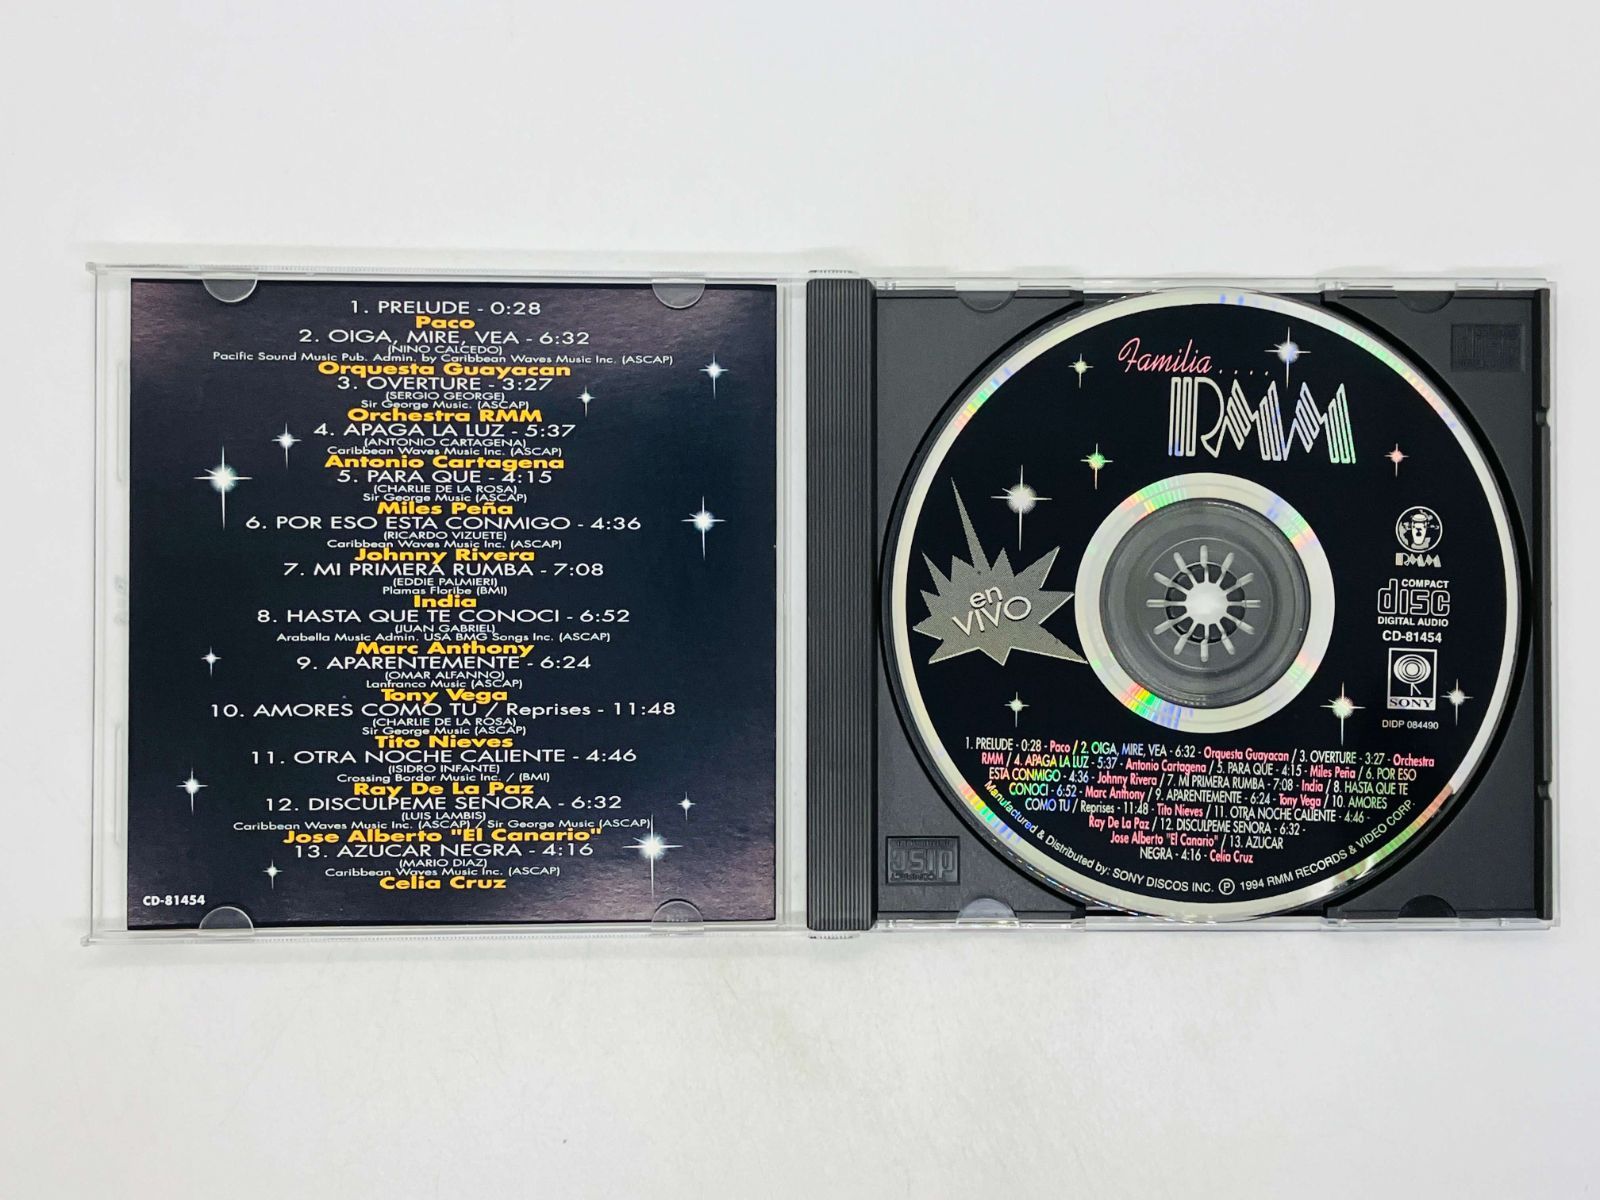 1. PRELUDE - 0:28
Paco
2. OIGA, MIRE, VEA - 6:32
(NINO CALCEDO)
Pacific Sound Music Pub. Admin. by Caribbean Waves Music Inc. (ASCAP)
Orquesta Guayacan
3. OVERTURE - 3:27
(SERGIO GEORGE)
Sir George Music. (ASCAP)
Orchestra RMM
4. APAGA LA LUZ - 5:37
(ANTONIO CARTAGENA)
Caribbean Waves Music Inc. (ASCAP)
Antonio Cartagena
5. PARA QUE - 4:15
(CHARLIE DE LA ROSA)
Sir George Music (ASCAP)
Miles Peña
6. POR ESO ESTA CONMIGO - 4:36
(RICARDO VIZUETE)
Caribbean Waves Music Inc. (ASCAP)
Johnny Rivera
7. MI PRIMERA RUMBA - 7:08
(EDDIE PALMIERI)
Plamas Floribe (BMI)
India
8. HASTA QUE TE CONOCI - 6:52
(JUAN GABRIEL)
Arabella Music Admin. USA BMG Songs Inc. (ASCAP)
Marc Anthony
9. APARENTEMENTE - 6:24
(OMAR ALFANNO)
Lanfranco Music (ASCAP)
Tony Vega
10. AMORES COMO TU / Reprises - 11:48
(CHARLIE DE LA ROSA)
Sir George Music (ASCAP)
Tito Nieves
11. OTRA NOCHE CALIENTE - 4:46
(ISIDRO INFANTE)
Crossing Border Music Inc. / (BMI)
Ray De La Paz
12. DISCULPEME SEÑORA - 6:32
(LUIS LAMBIS)
Caribbean Waves Music Inc. (ASCAP) / Sir George Music (ASCAP)
Jose Alberto "El Canario"
13. AZUCAR NEGRA - 4:16
(MARIO DIAZ)
Caribbean Waves Music Inc. (ASCAP)
Celia Cruz
CD-81454
Familia....
RMM
en
VIVO
RMM
COMPACT
disc
DIGITAL AUDIO
CD-81454
SONY
DIDP 084490
1. PRELUDE - 0:28 - Paco / 2. OIGA, MIRE, VEA - 6:32 - Orquesta Guayacan / 3. OVERTURE - 3:27 - Orchestra
RMM / 4. APAGA LA LUZ - 5:37 - Antonio Cartagena / 5. PARA QUE - 4:15 - Miles Peña / 6. POR ESO
ESTA CONMIGO - 4:36 - Johnny Rivera / 7. MI PRIMERA RUMBA - 7:08 - India / 8. HASTA QUE TE
CONOCI - 6:52 - Marc Anthony / 9. APARENTEMENTE - 6:24 - Tony Vega / 10. AMORES
COMO TU / Reprises - 11:48 - Tito Nieves / 11. OTRA NOCHE CALIENTE - 4:46 -
Ray De La Paz / 12. DISCULPEME SEÑORA - 6:32 -
Jose Alberto "El Canario" / 13. AZUCAR
NEGRA - 4:16 - Celia Cruz
Manufactured & Distributed by: SONY DISCOS INC. ℗ 1994 RMM RECORDS & VIDEO CORP.
disc
disc